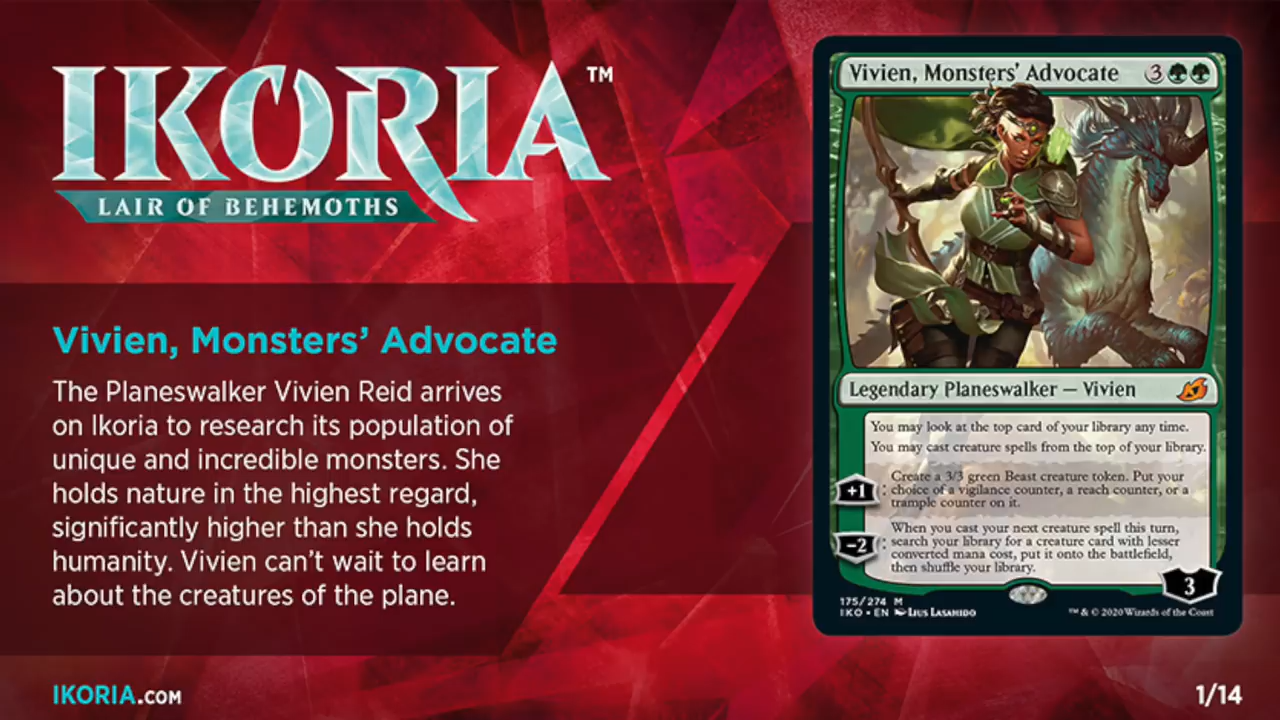 IKORIA™
LAIR OF BEHEMOTHS
Vivien, Monsters’ Advocate
The Planeswalker Vivien Reid arrives
on Ikoria to research its population of
unique and incredible monsters. She
holds nature in the highest regard,
significantly higher than she holds
humanity. Vivien can’t wait to learn
about the creatures of the plane.
IKORIA.COM
Vivien, Monsters’ Advocate 3
Legendary Planeswalker — Vivien
You may look at the top card of your library any time.
You may cast creature spells from the top of your library.
+1: Create a 3/3 green Beast creature token. Put your
choice of a vigilance counter, a reach counter, or a
trample counter on it.
When you cast your next creature spell this turn,
−2: search your library for a creature card with lesser
converted mana cost, put it onto the battlefield,
then shuffle your library.
3
175/274 M
IKO • EN LIUS LASAHIDO
™ & © 2020 Wizards of the Coast
1/14